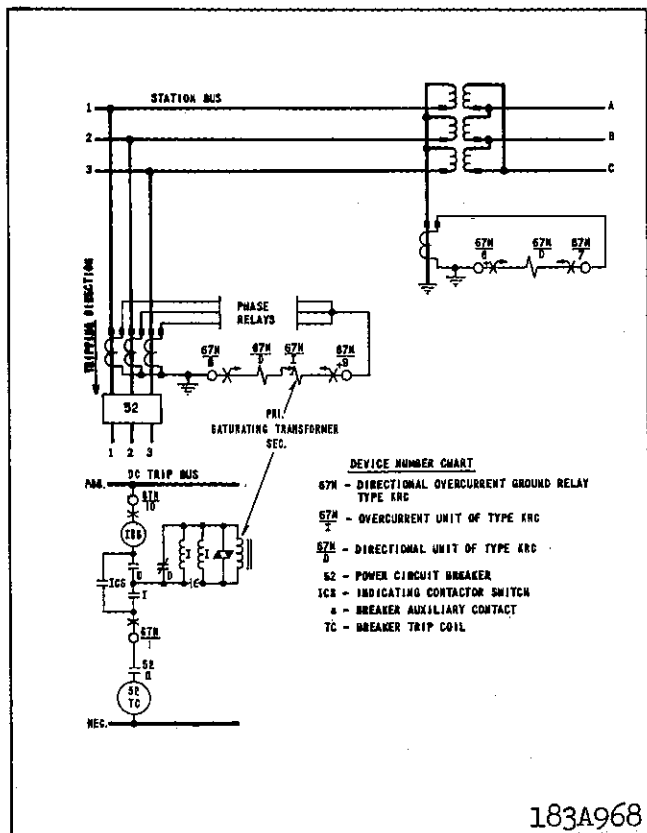 STATION BUS
1
A
2
B
3
C
67N
6
67N
D
67N
7
TRIPPING DIRECTION
PHASE
RELAYS
67N
8
67N
D
67N
I
67N
9
52
1 2 3
PRI.
SATURATING TRANSFORMER
SEC.
DC TRIP BUS
POS.
67N
10
ICS
ICS
D
D
I
I
C
I
67N
1
52
a
52
TC
NEG.
DEVICE NUMBER CHART
67N - DIRECTIONAL OVERCURRENT GROUND RELAY
TYPE KRC
67N
I
- OVERCURRENT UNIT OF TYPE KRC
67N
D
- DIRECTIONAL UNIT OF TYPE KRC
52 - POWER CIRCUIT BREAKER
ICS - INDICATING CONTACTOR SWITCH
a - BREAKER AUXILIARY CONTACT
TC - BREAKER TRIP COIL
183A968